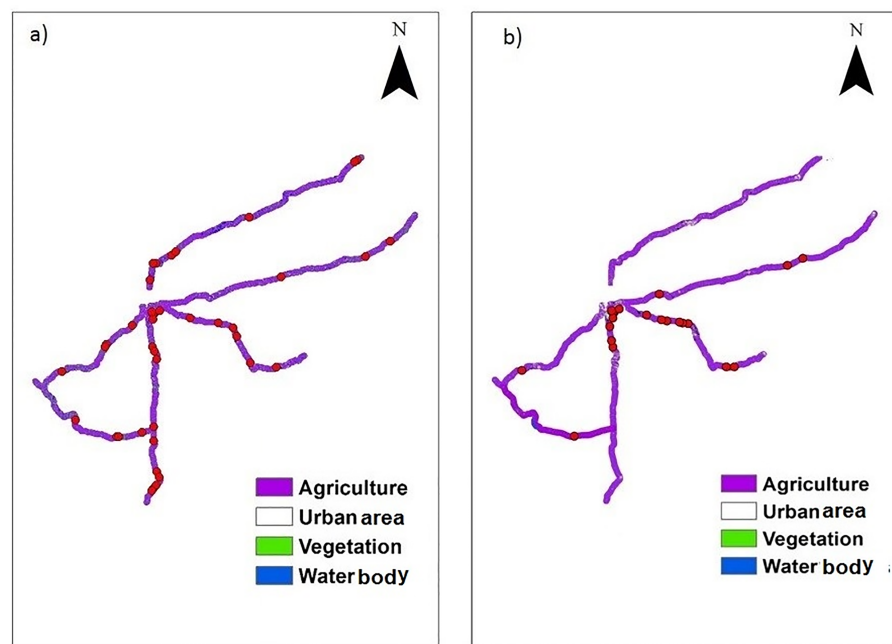 a)
N
Agriculture
Urban area
Vegetation
Water body
b)
N
Agriculture
Urban area
Vegetation
Water body